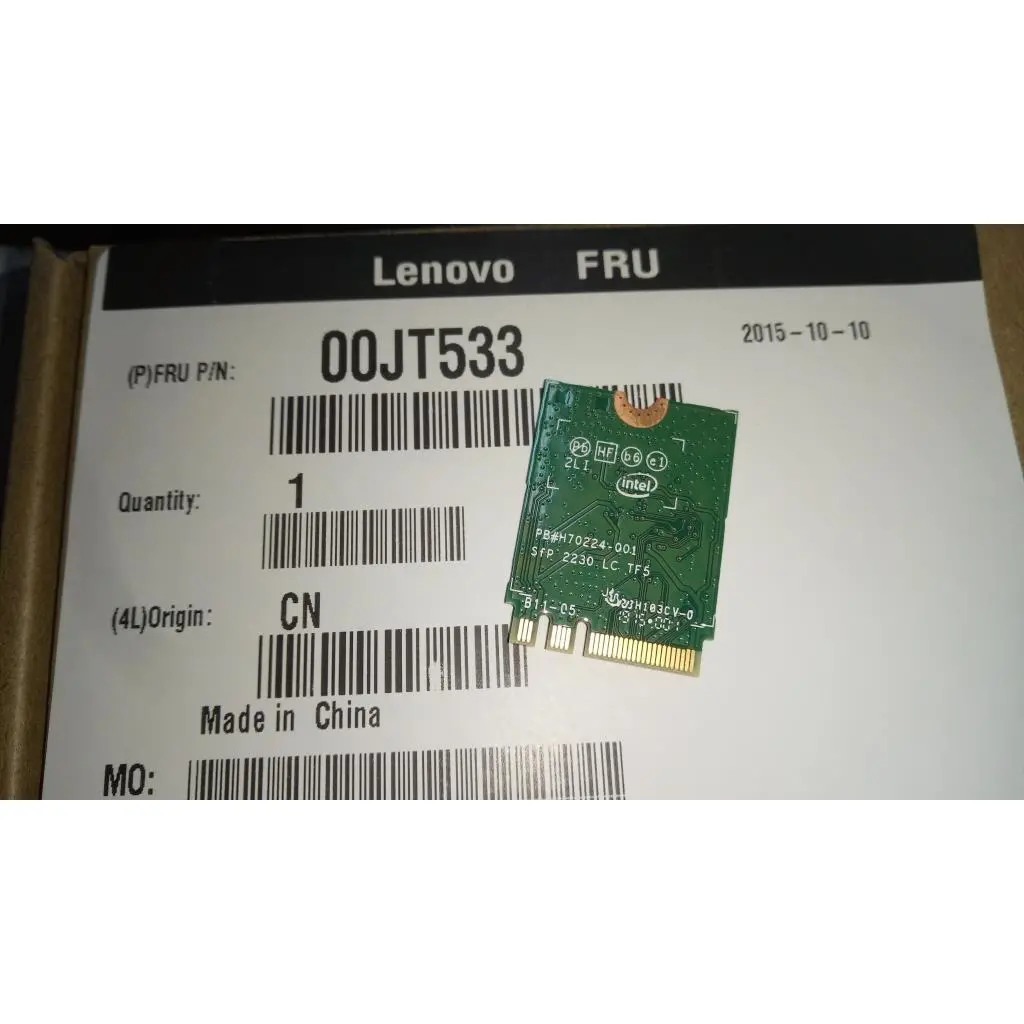 Lenovo FRU
(P)FRU P/N: 00JT533 2015-10-10
Quantity: 1
(4L)Origin: CN
Made in China
MO:
Pb HF b6 e1
2LI
intel
PB#H70224-001
SfP 2230 LC TF5
B11-05